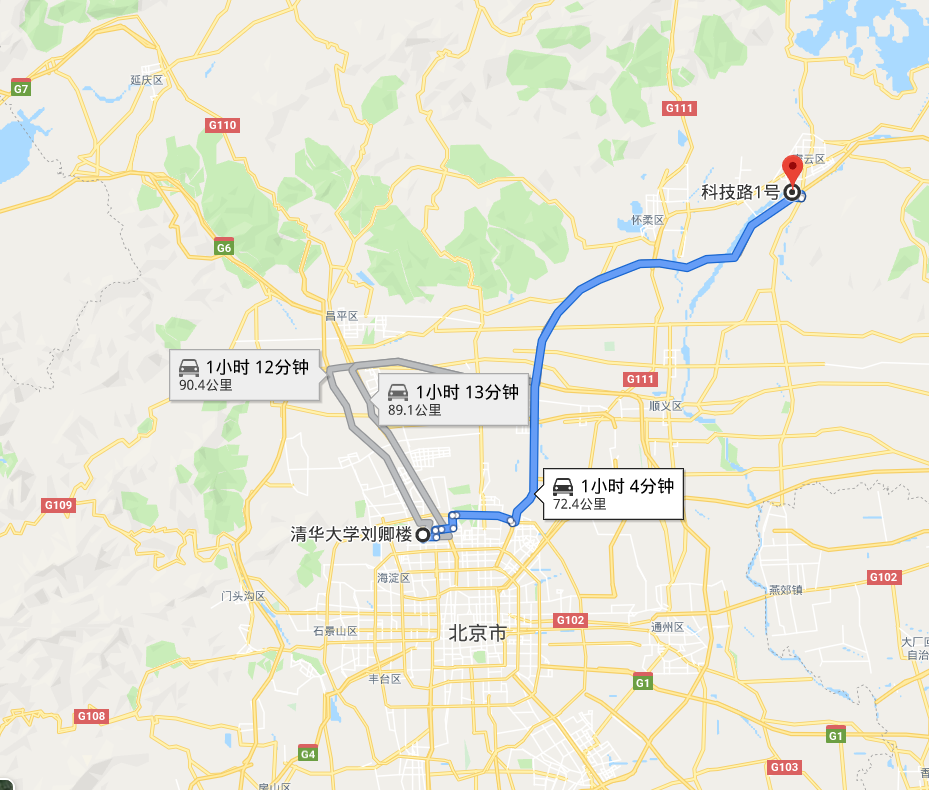 延庆区
G7
G111
G110
云区
科技路1号
怀柔区
G6
昌平区
1小时 12分钟
90.4公里
1小时 13分钟
89.1公里
G111
顺义区
1小时 4分钟
72.4公里
G109
清华大学刘卿楼
海淀区
G102
燕郊镇
门头沟区
G102
石景山区
北京市
通州区
大厂回
自治
丰台区
G1
G108
G4
G1
G103
香
房山区